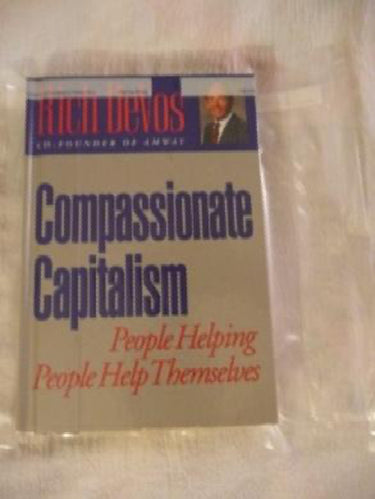 Rich DeVos
CO-FOUNDER OF AMWAY
Compassionate
Capitalism
People Helping
People Help Themselves